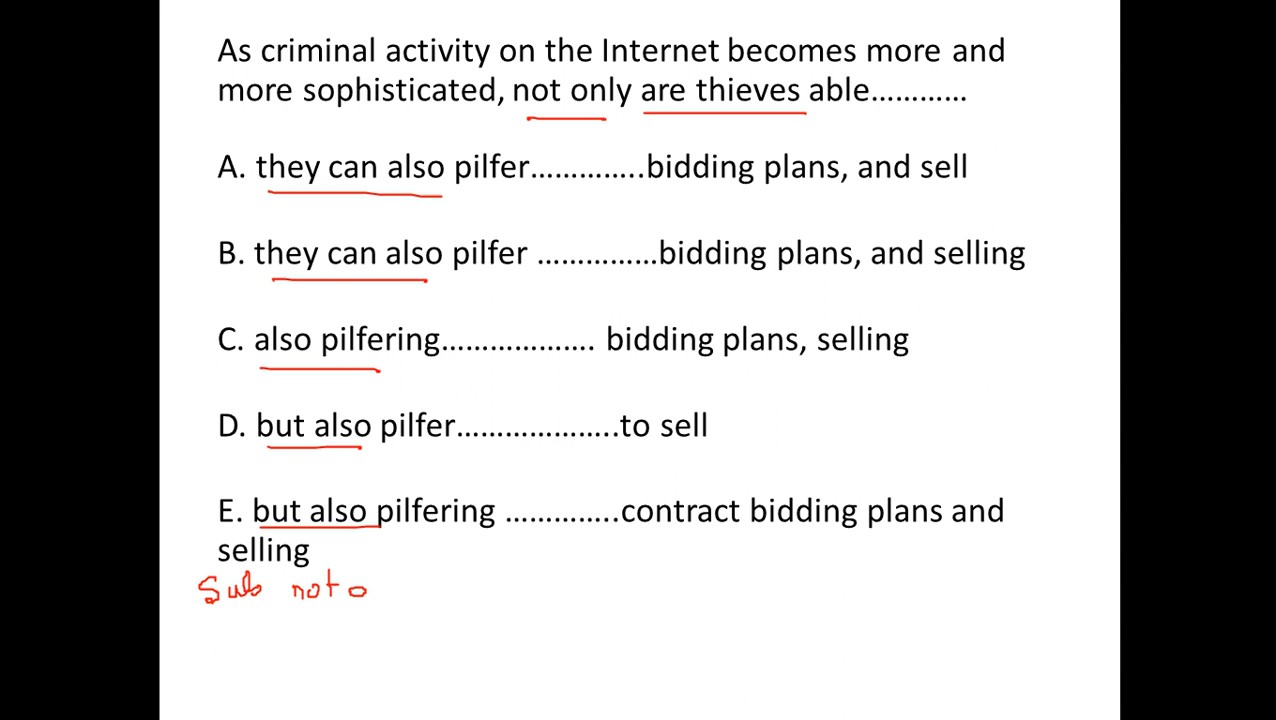 As criminal activity on the Internet becomes more and
more sophisticated, not only are thieves able…………
A. they can also pilfer…………..bidding plans, and sell
B. they can also pilfer ……………bidding plans, and selling
C. also pilfering……………… bidding plans, selling
D. but also pilfer………………..to sell
E. but also pilfering …………..contract bidding plans and
selling
Sub not o